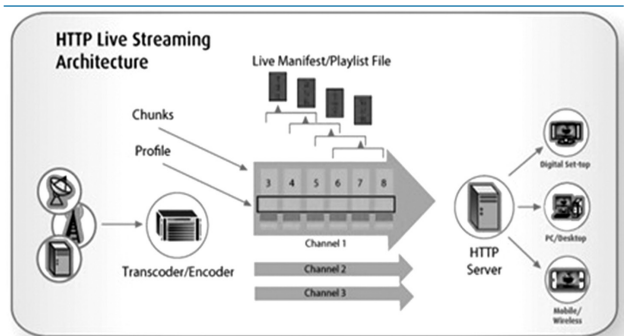 HTTP Live Streaming
Architecture
Live Manifest/Playlist File
Chunks
Profile
3 4 5 6 7 8
Channel 1
Transcoder/Encoder
Channel 2
Channel 3
HTTP
Server
Digital Set-top
PC/Desktop
Mobile/
Wireless